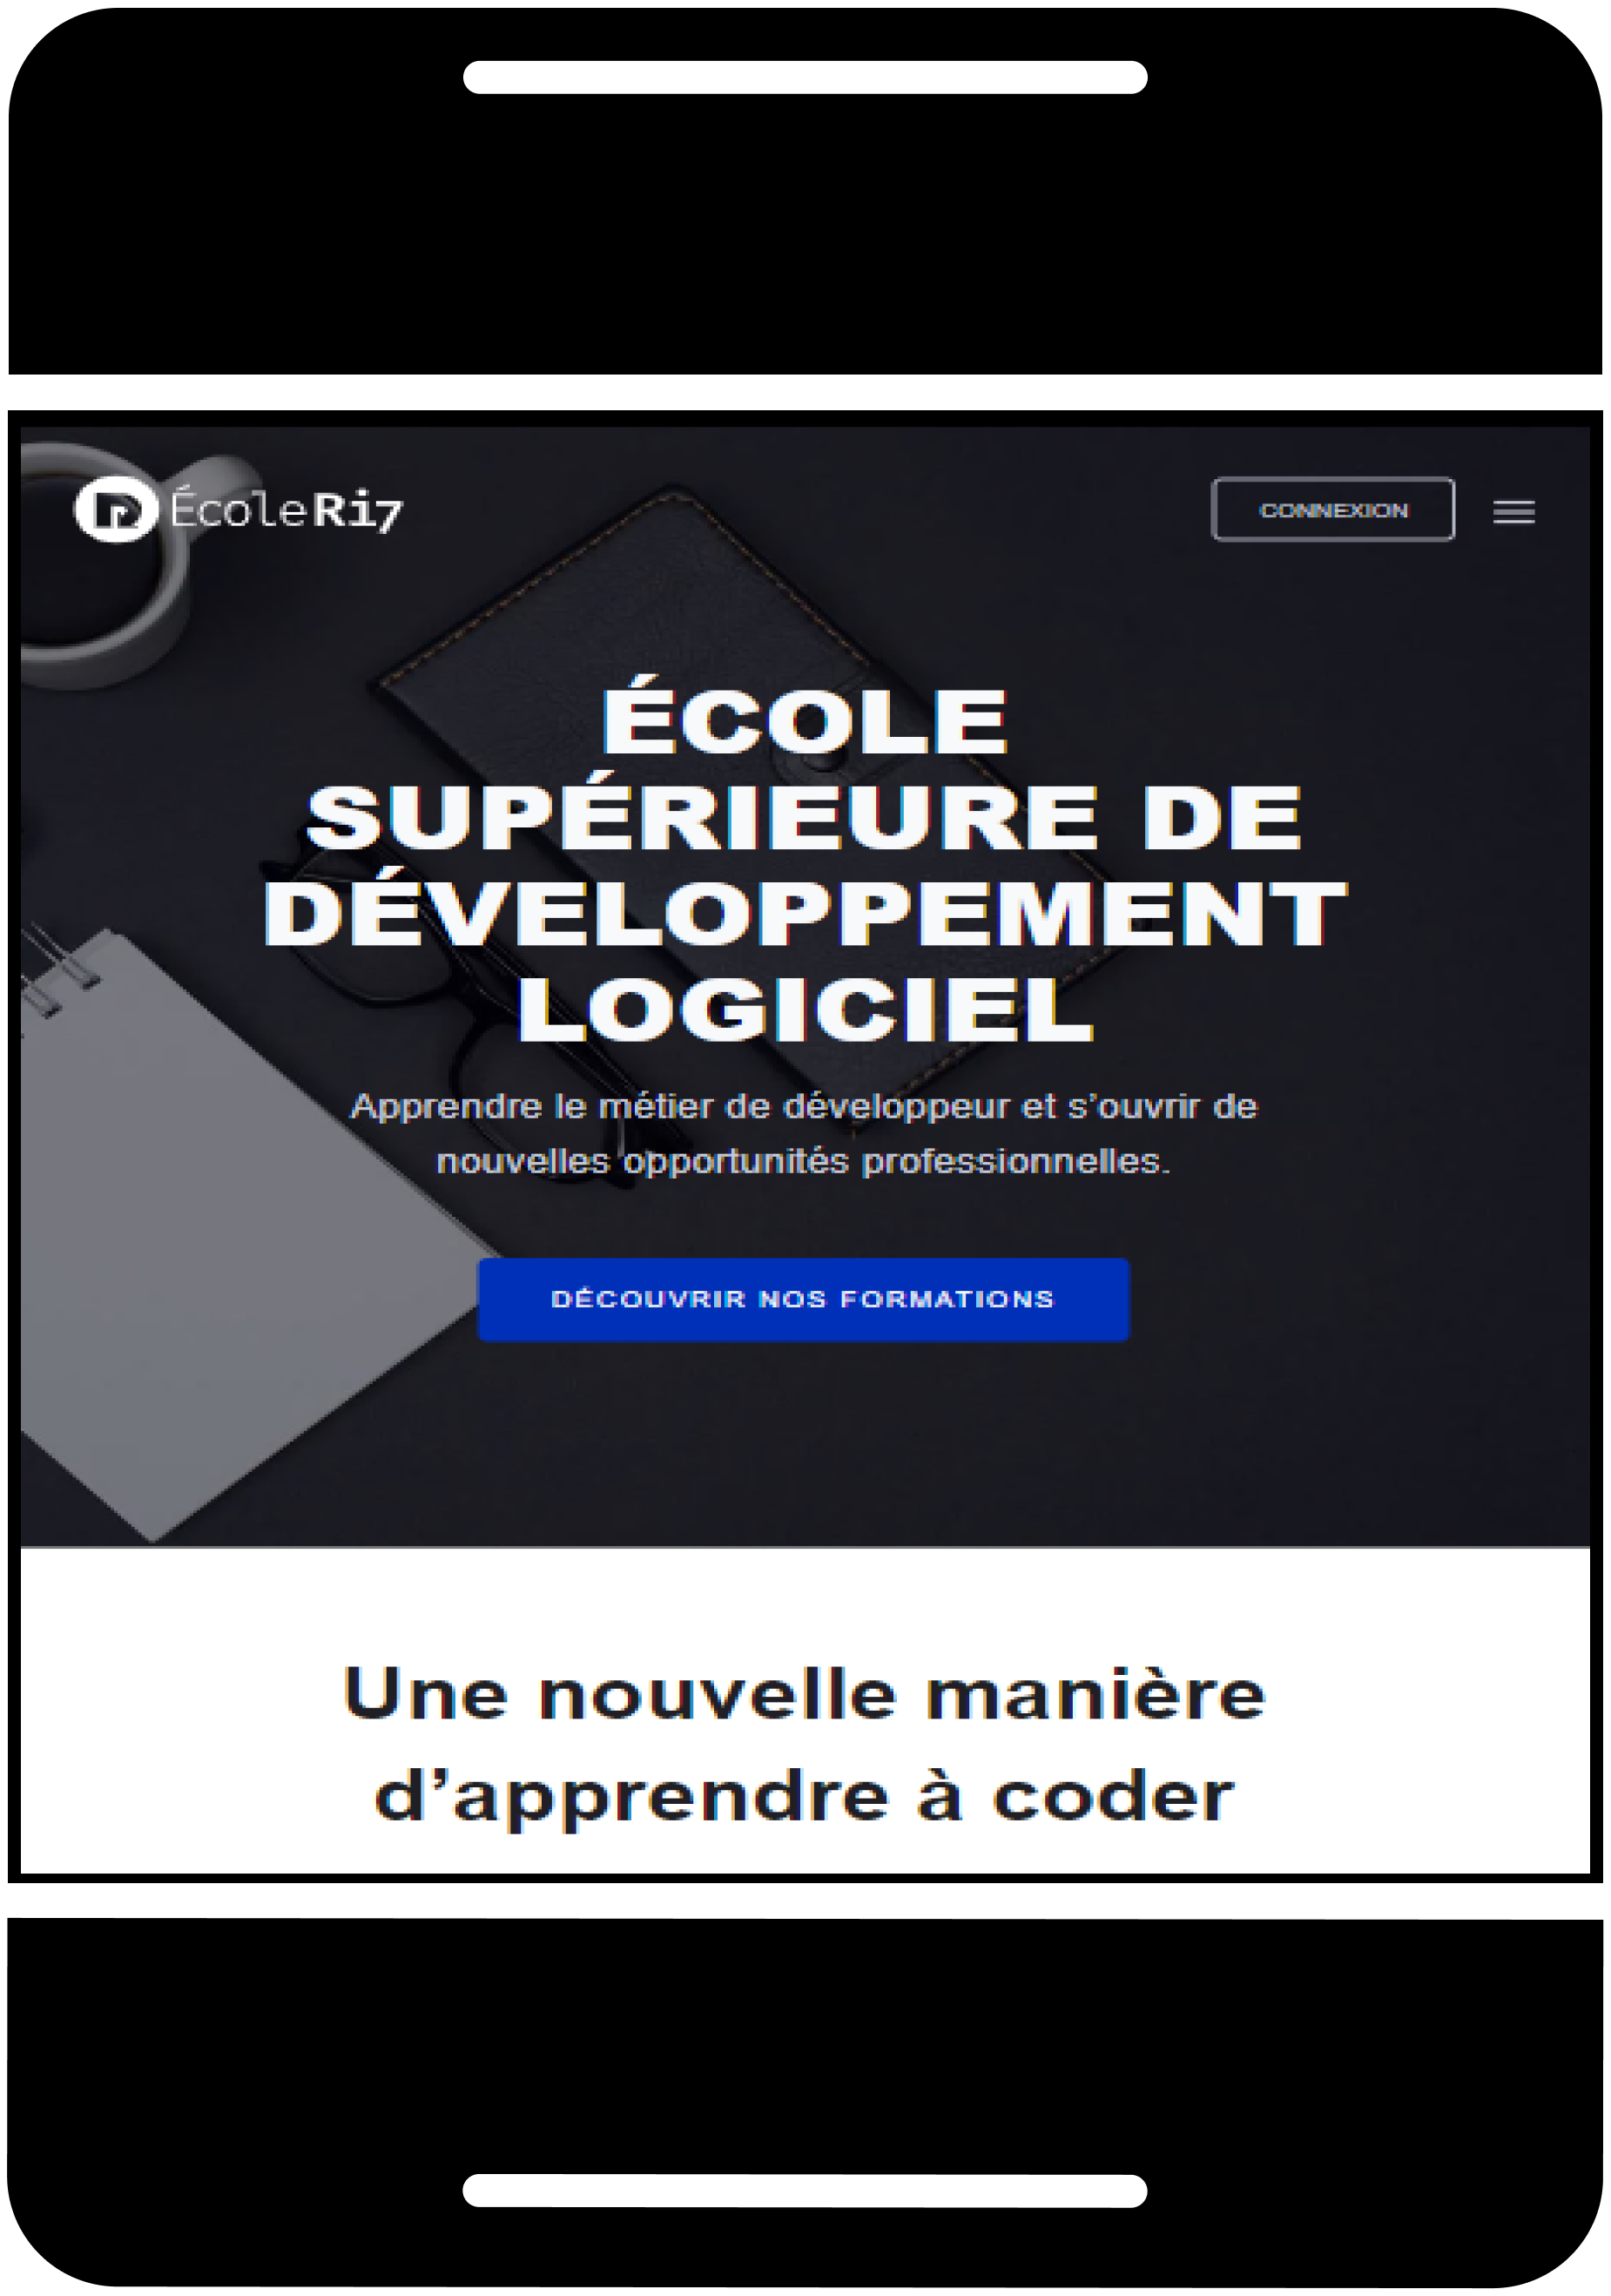 ÉcoleRi7
CONNEXION
ÉCOLE
SUPÉRIEURE DE
DÉVELOPPEMENT
LOGICIEL
Apprendre le métier de développeur et s’ouvrir de
nouvelles opportunités professionnelles.
DÉCOUVRIR NOS FORMATIONS
Une nouvelle manière
d’apprendre à coder